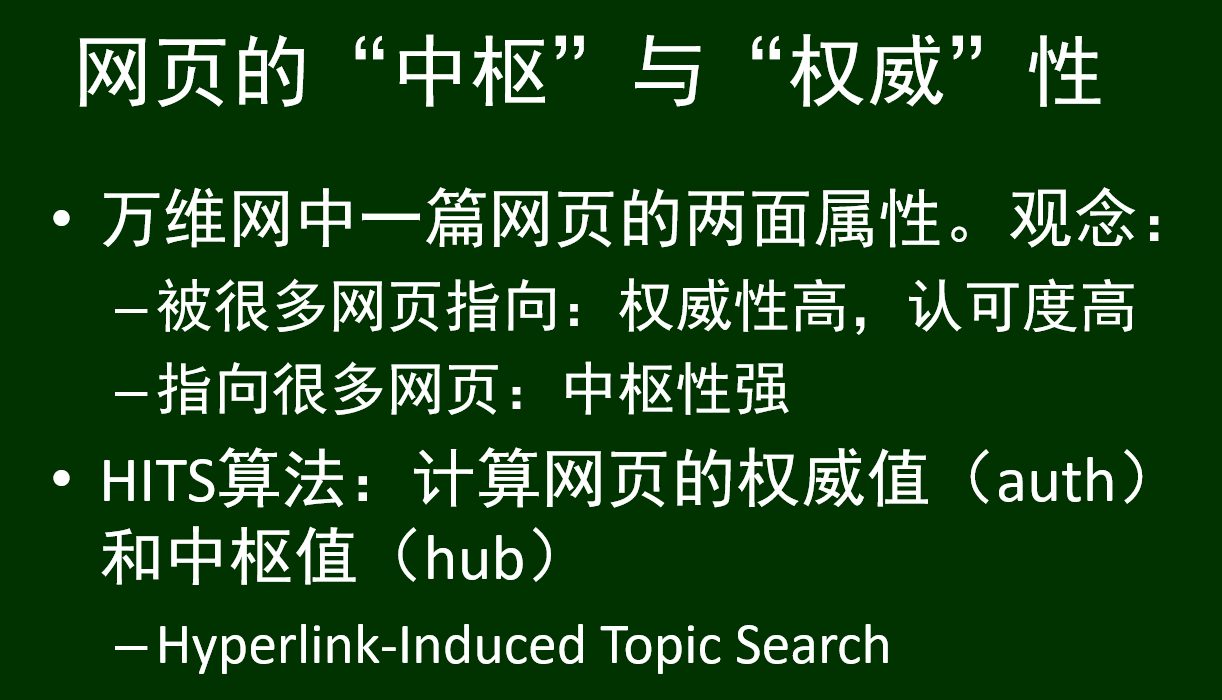 网页的“中枢”与“权威”性
• 万维网中一篇网页的两面属性。观念：
–被很多网页指向：权威性高，认可度高
–指向很多网页：中枢性强
• HITS算法：计算网页的权威值（auth）
和中枢值（hub）
–Hyperlink-Induced Topic Search